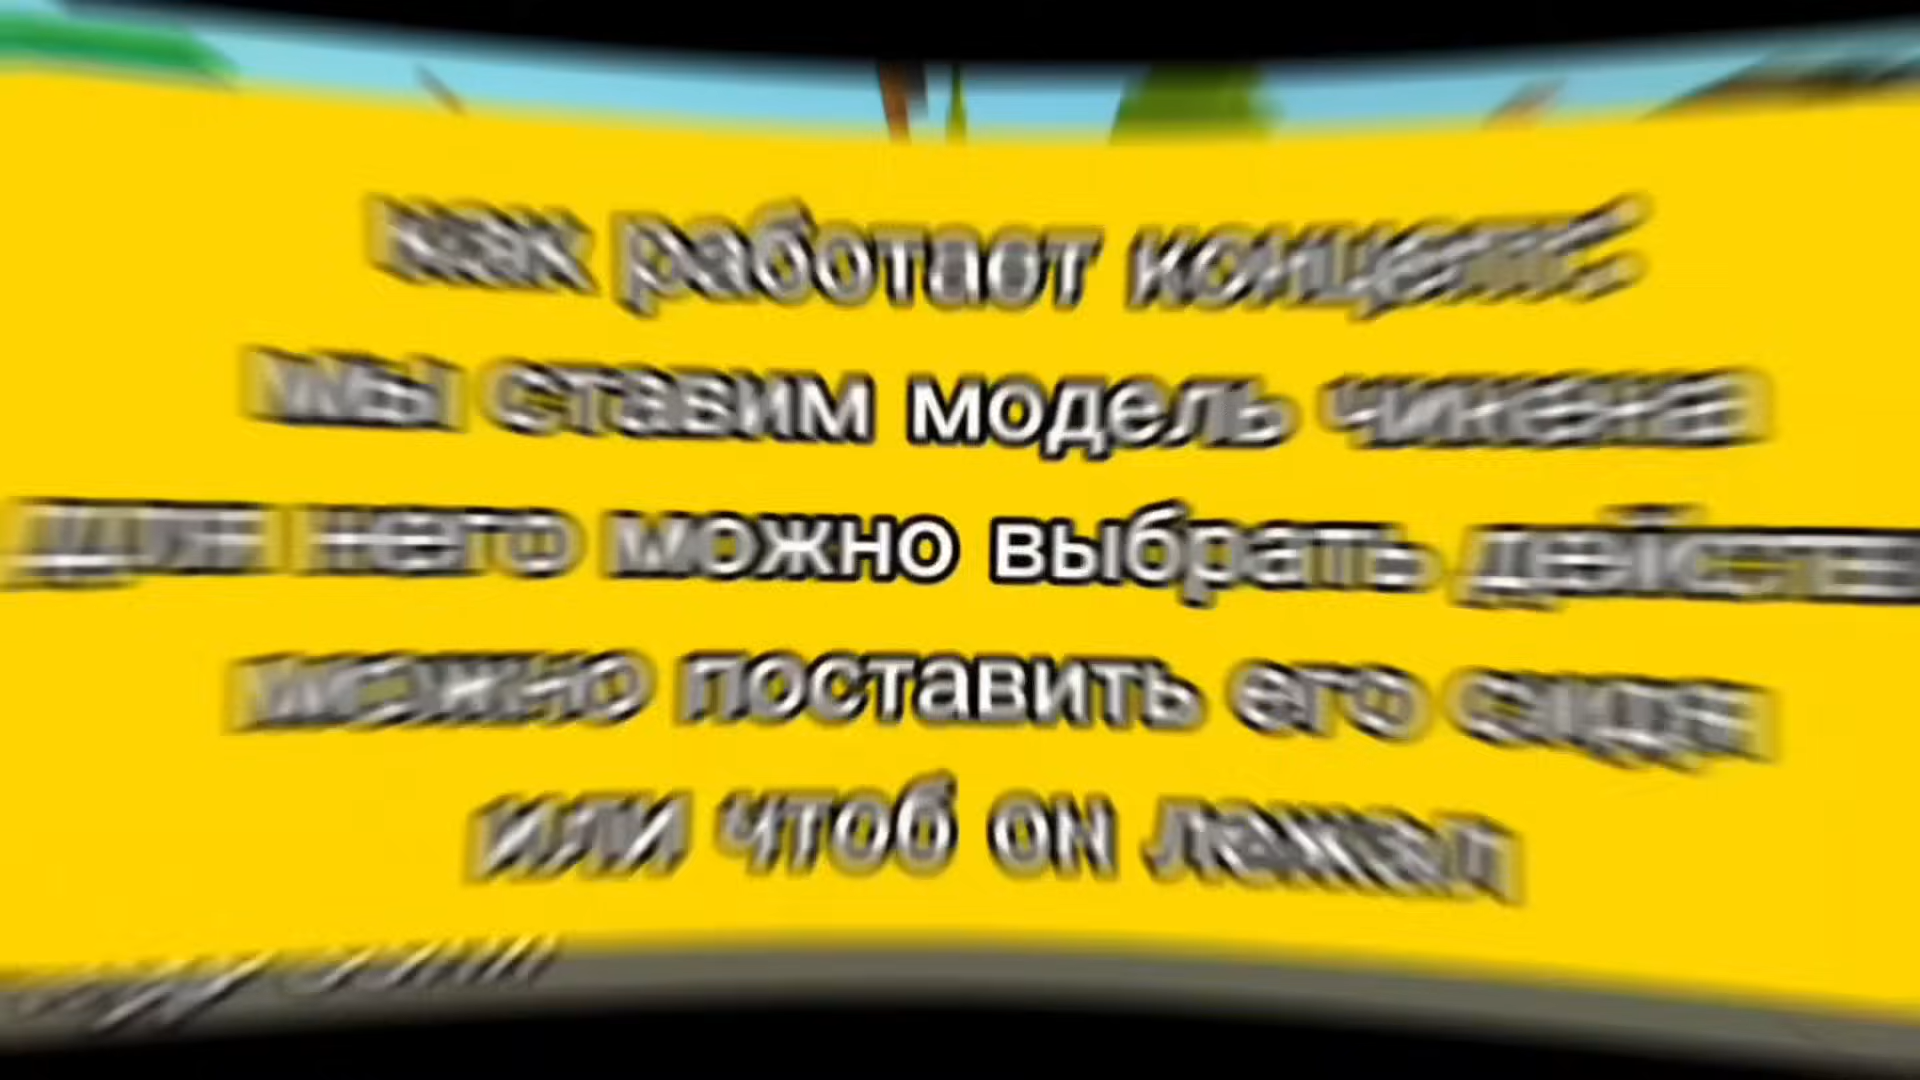 как работает концепт:
мы ставим модель чикена
для него можно выбрать действ
можно поставить его сидя
или чтоб он лежал